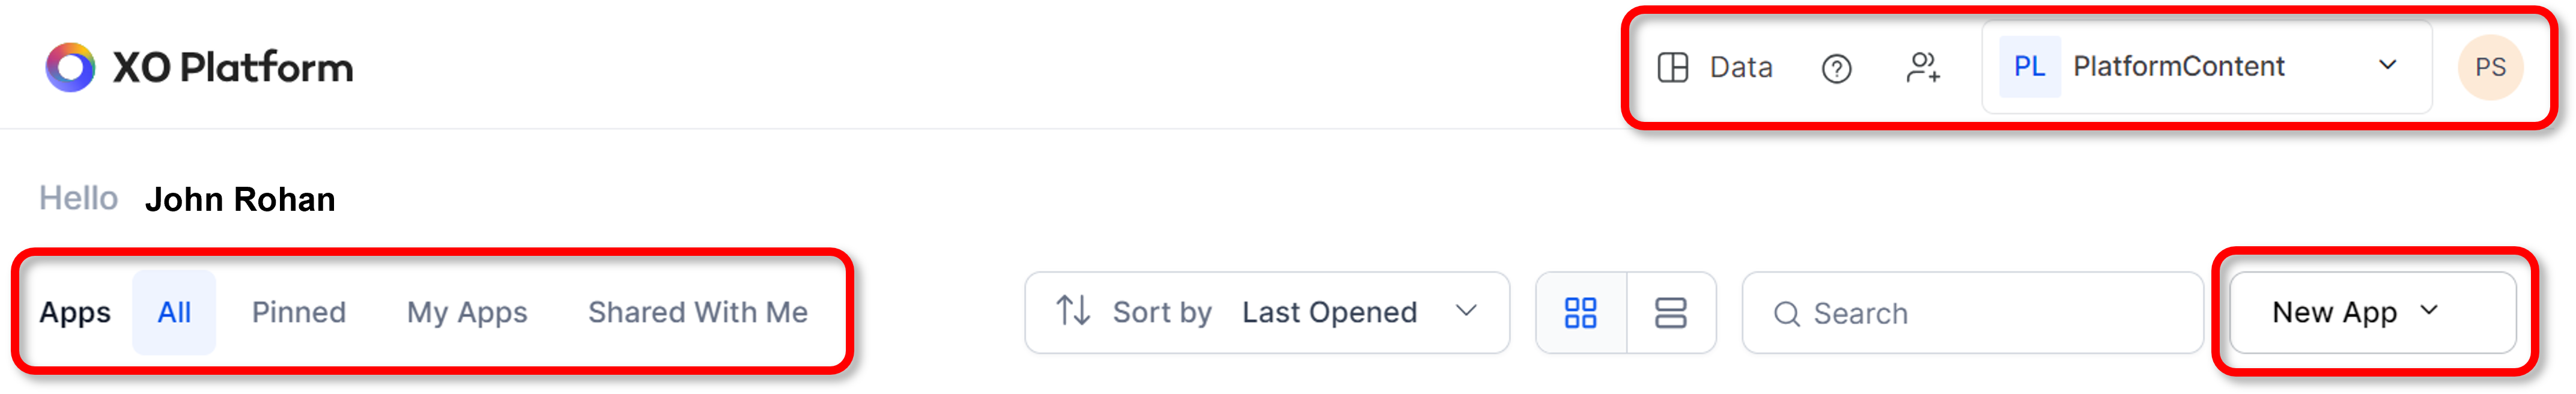 XO Platform Data PL PlatformContent PS
Hello John Rohan
Apps All Pinned My Apps Shared With Me Sort by Last Opened Search New App